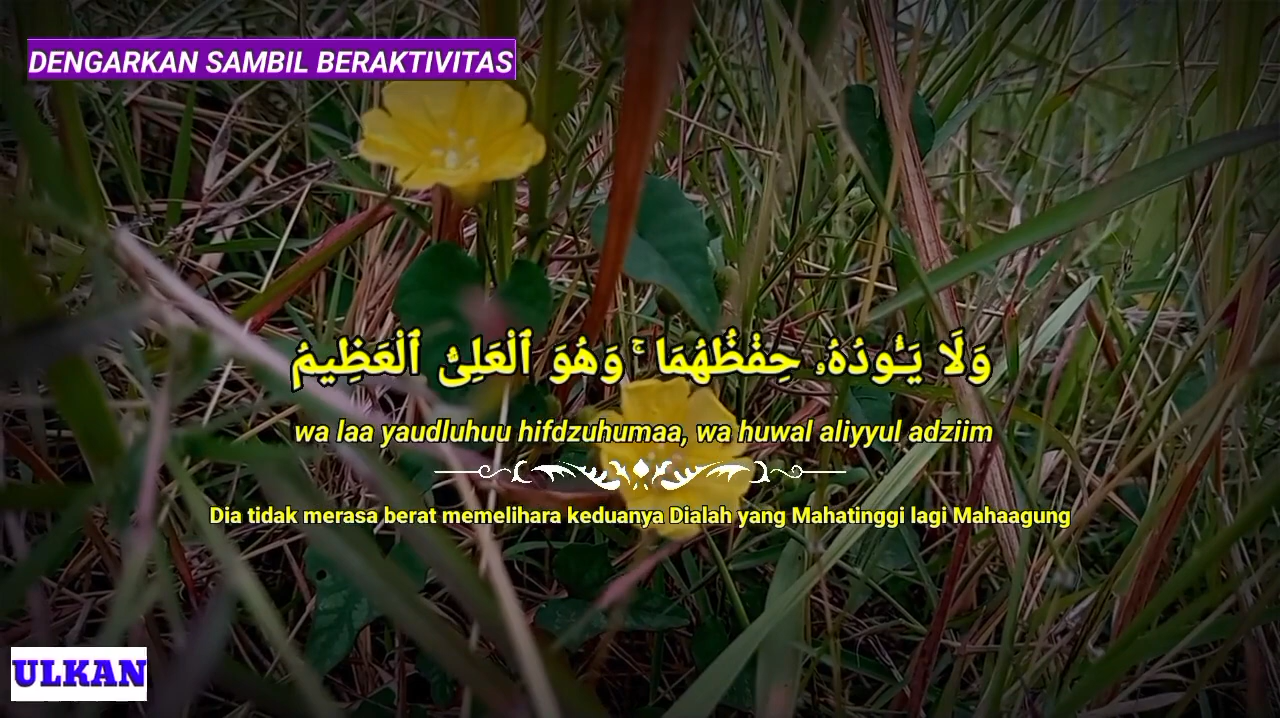 DENGARKAN SAMBIL BERAKTIVITAS
وَلَا يَـُٔودُهُۥ حِفْظُهُمَا ۚ وَهُوَ ٱلْعَلِىُّ ٱلْعَظِيمُ
wa laa yaudluhuu hifdzuhumaa, wa huwal aliyyul adziim
Dia tidak merasa berat memelihara keduanya Dialah yang Mahatinggi lagi Mahaagung
ULKAN